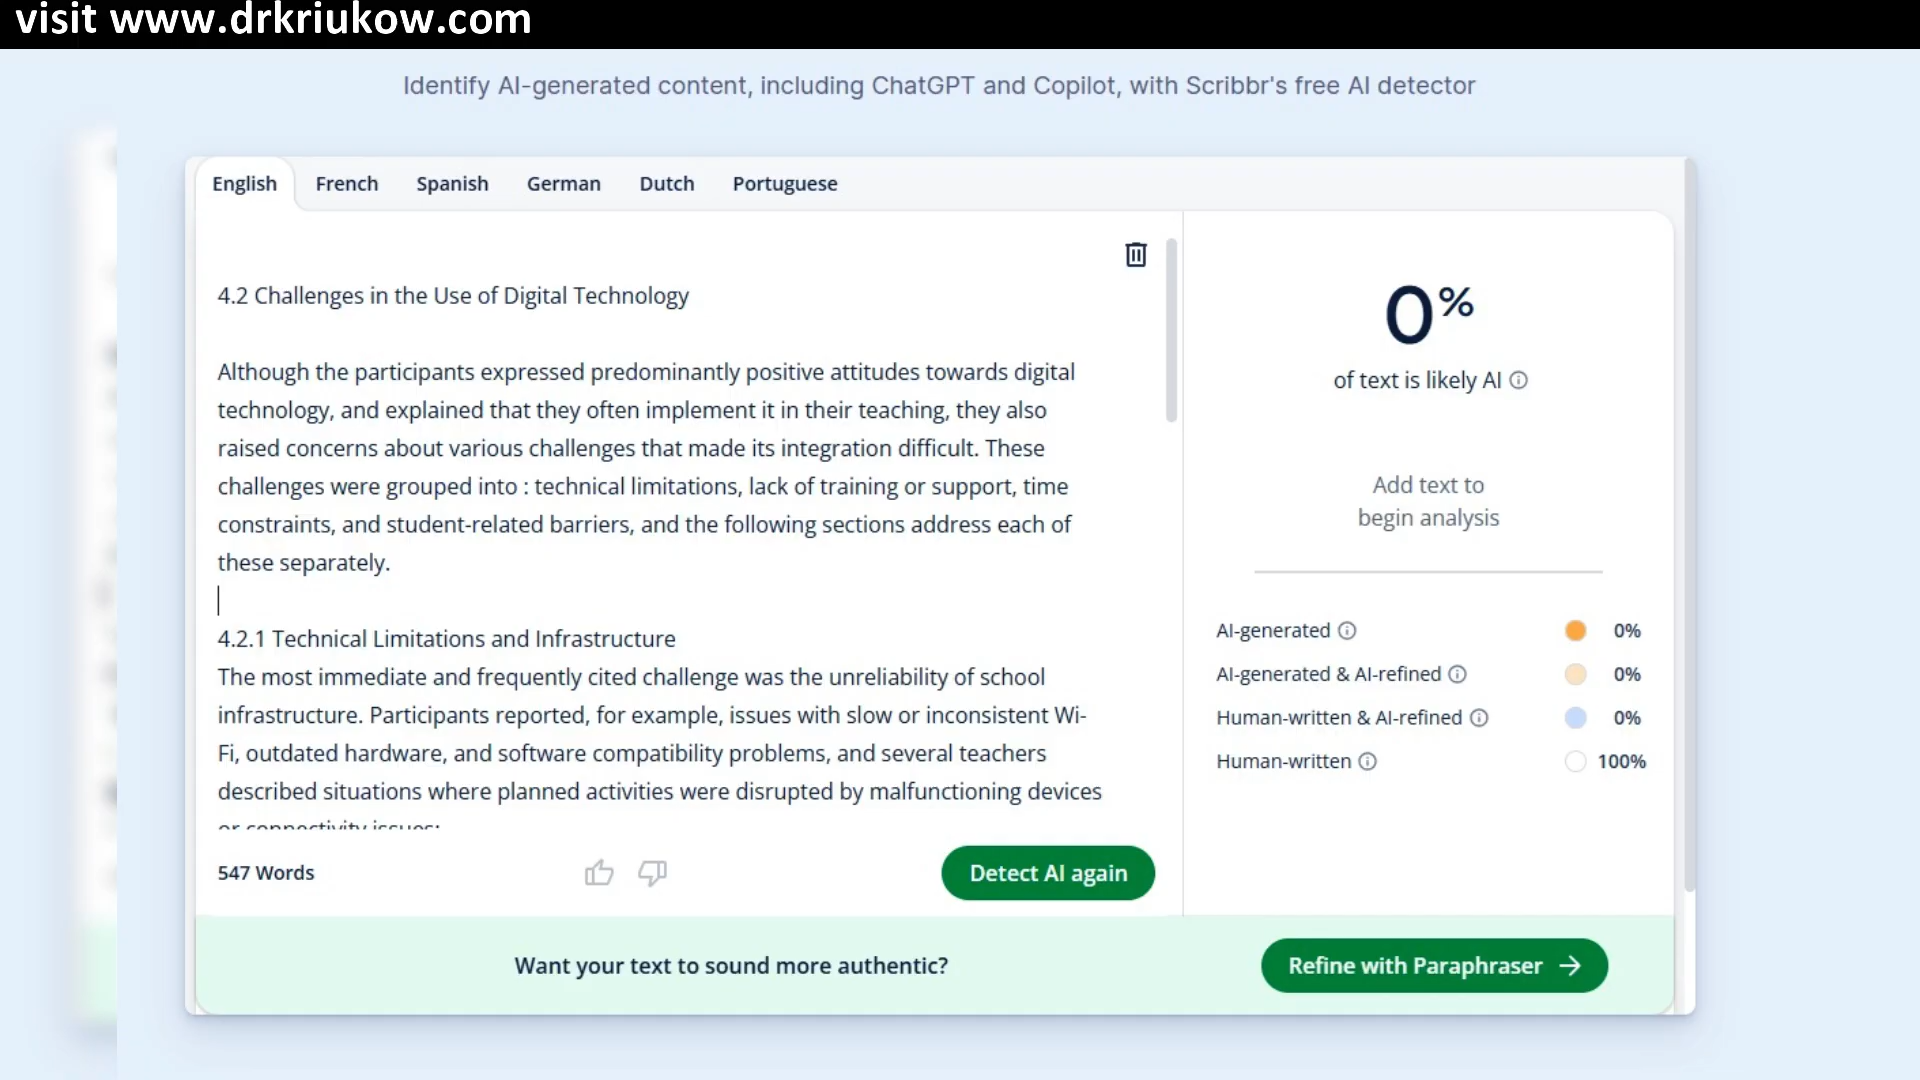 visit www.drkriukow.com
Identify AI-generated content, including ChatGPT and Copilot, with Scribbr's free AI detector
English French Spanish German Dutch Portuguese
4.2 Challenges in the Use of Digital Technology
Although the participants expressed predominantly positive attitudes towards digital
technology, and explained that they often implement it in their teaching, they also
raised concerns about various challenges that made its integration difficult. These
challenges were grouped into : technical limitations, lack of training or support, time
constraints, and student-related barriers, and the following sections address each of
these separately.
4.2.1 Technical Limitations and Infrastructure
The most immediate and frequently cited challenge was the unreliability of school
infrastructure. Participants reported, for example, issues with slow or inconsistent Wi-
Fi, outdated hardware, and software compatibility problems, and several teachers
described situations where planned activities were disrupted by malfunctioning devices
or connectivity issues:
547 Words
Detect AI again
0%
of text is likely AI
Add text to
begin analysis
AI-generated 0%
AI-generated & AI-refined 0%
Human-written & AI-refined 0%
Human-written 100%
Want your text to sound more authentic?
Refine with Paraphraser